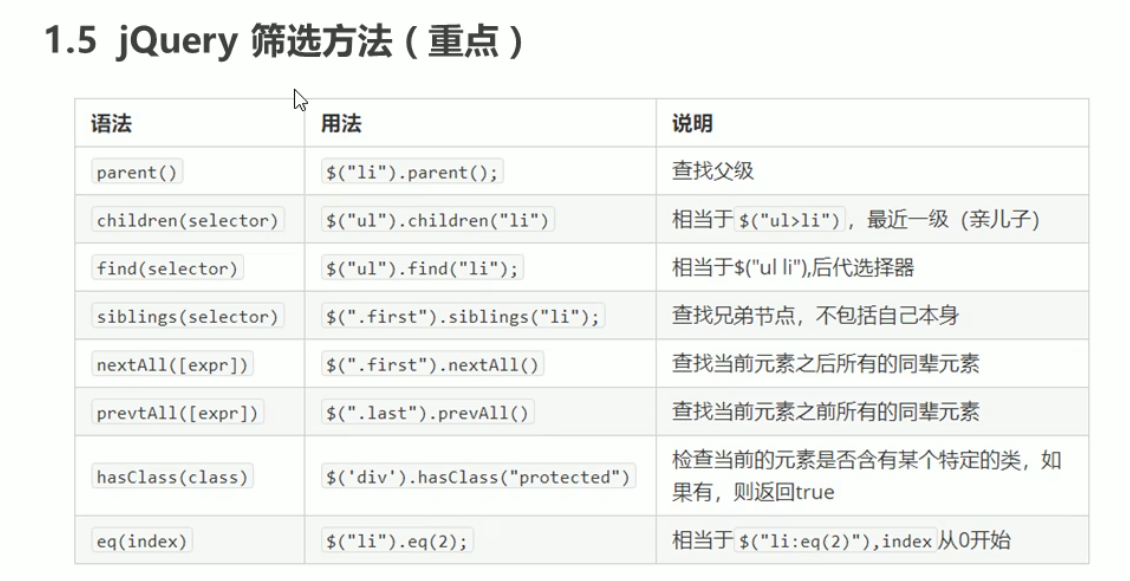 1.5 jQuery 筛选方法（重点）
语法 用法 说明
parent() $("li").parent(); 查找父级
children(selector) $("ul").children("li") 相当于$("ul>li")，最近一级（亲儿子）
find(selector) $("ul").find("li"); 相当于$("ul li"),后代选择器
siblings(selector) $(".first").siblings("li"); 查找兄弟节点，不包括自己本身
nextAll([expr]) $(".first").nextAll() 查找当前元素之后所有的同辈元素
prevtAll([expr]) $(".last").prevAll() 查找当前元素之前所有的同辈元素
hasClass(class) $('div').hasClass("protected") 检查当前的元素是否含有某个特定的类，如
果有，则返回true
eq(index) $("li").eq(2); 相当于$("li:eq(2)"),index从0开始